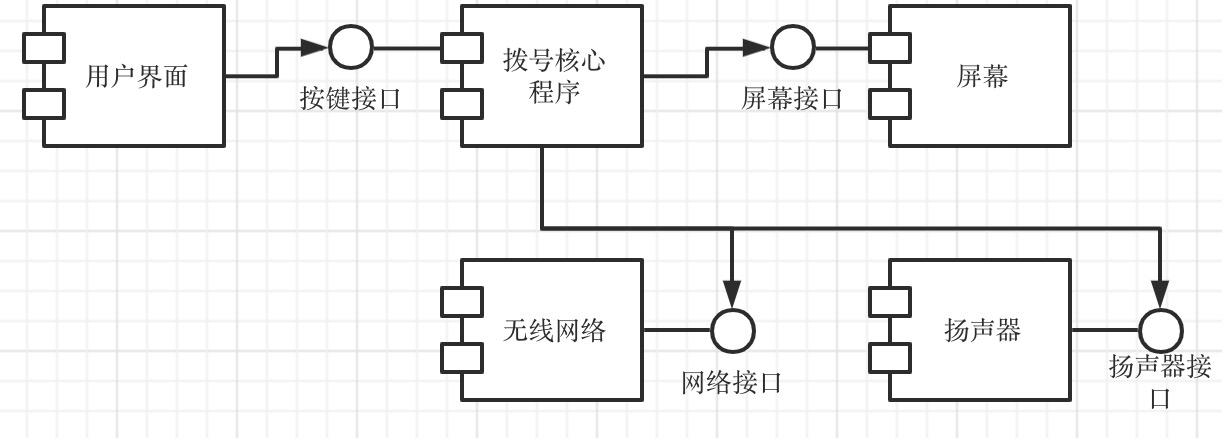 用户界面
按键接口
拨号核心
程序
屏幕接口
屏幕
无线网络
网络接口
扬声器
扬声器接
口